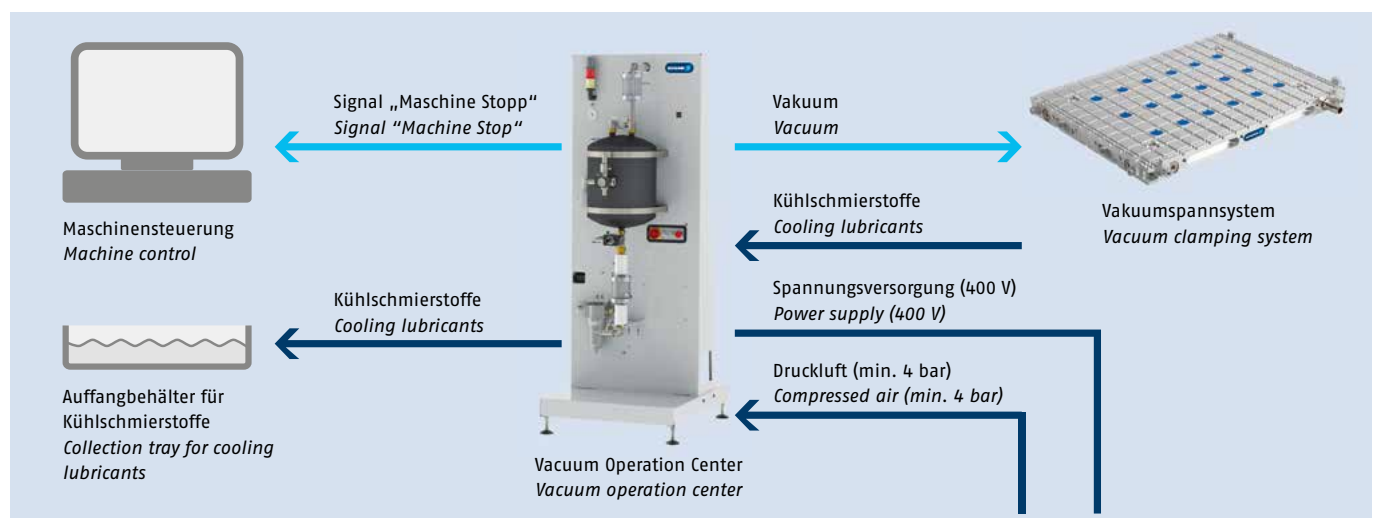 Signal „Maschine Stopp“
Signal “Machine Stop“
Vakuum
Vacuum
Maschinensteuerung
Machine control
Kühlschmierstoffe
Cooling lubricants
Vakuumspannsystem
Vacuum clamping system
Kühlschmierstoffe
Cooling lubricants
Spannungsversorgung (400 V)
Power supply (400 V)
Druckluft (min. 4 bar)
Compressed air (min. 4 bar)
Auffangbehälter für
Kühlschmierstoffe
Collection tray for cooling
lubricants
Vacuum Operation Center
Vacuum operation center